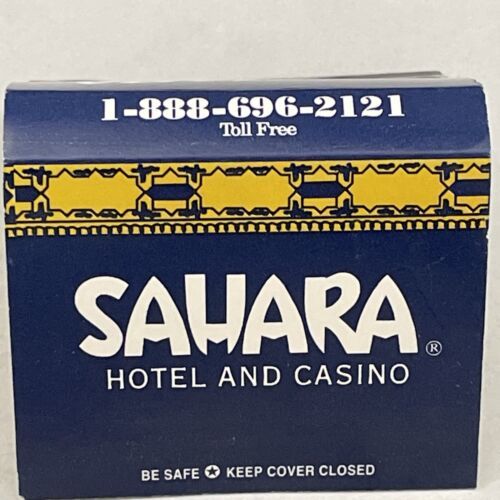 1-888-696-2121
Toll Free
SAHARA®
HOTEL AND CASINO
BE SAFE ✪ KEEP COVER CLOSED